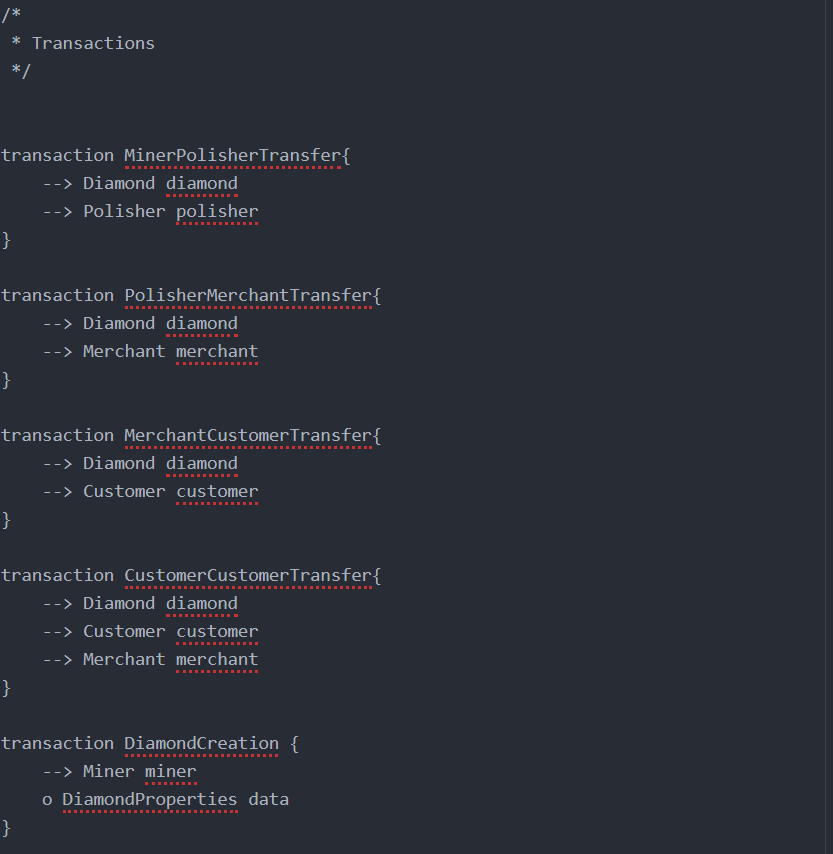 /*
 * Transactions
 */
transaction MinerPolisherTransfer{
    --> Diamond diamond
    --> Polisher polisher
}
transaction PolisherMerchantTransfer{
    --> Diamond diamond
    --> Merchant merchant
}
transaction MerchantCustomerTransfer{
    --> Diamond diamond
    --> Customer customer
}
transaction CustomerCustomerTransfer{
    --> Diamond diamond
    --> Customer customer
    --> Merchant merchant
}
transaction DiamondCreation {
    --> Miner miner
    o DiamondProperties data
}